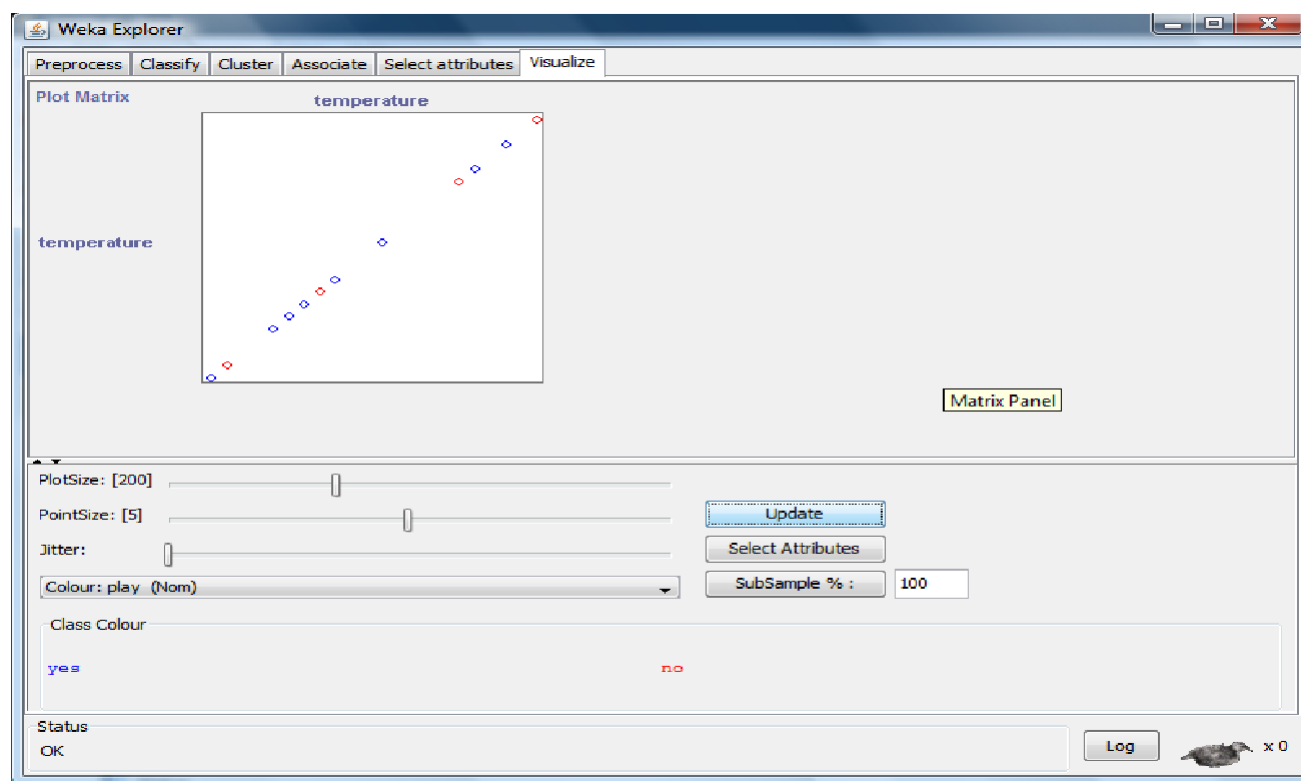 Weka Explorer
Preprocess Classify Cluster Associate Select attributes Visualize
Plot Matrix
temperature
temperature
Matrix Panel
PlotSize: [200]
PointSize: [5]
Update
Jitter:
Select Attributes
Colour: play (Nom)
SubSample % : 100
Class Colour
yes no
Status
OK
Log
x 0